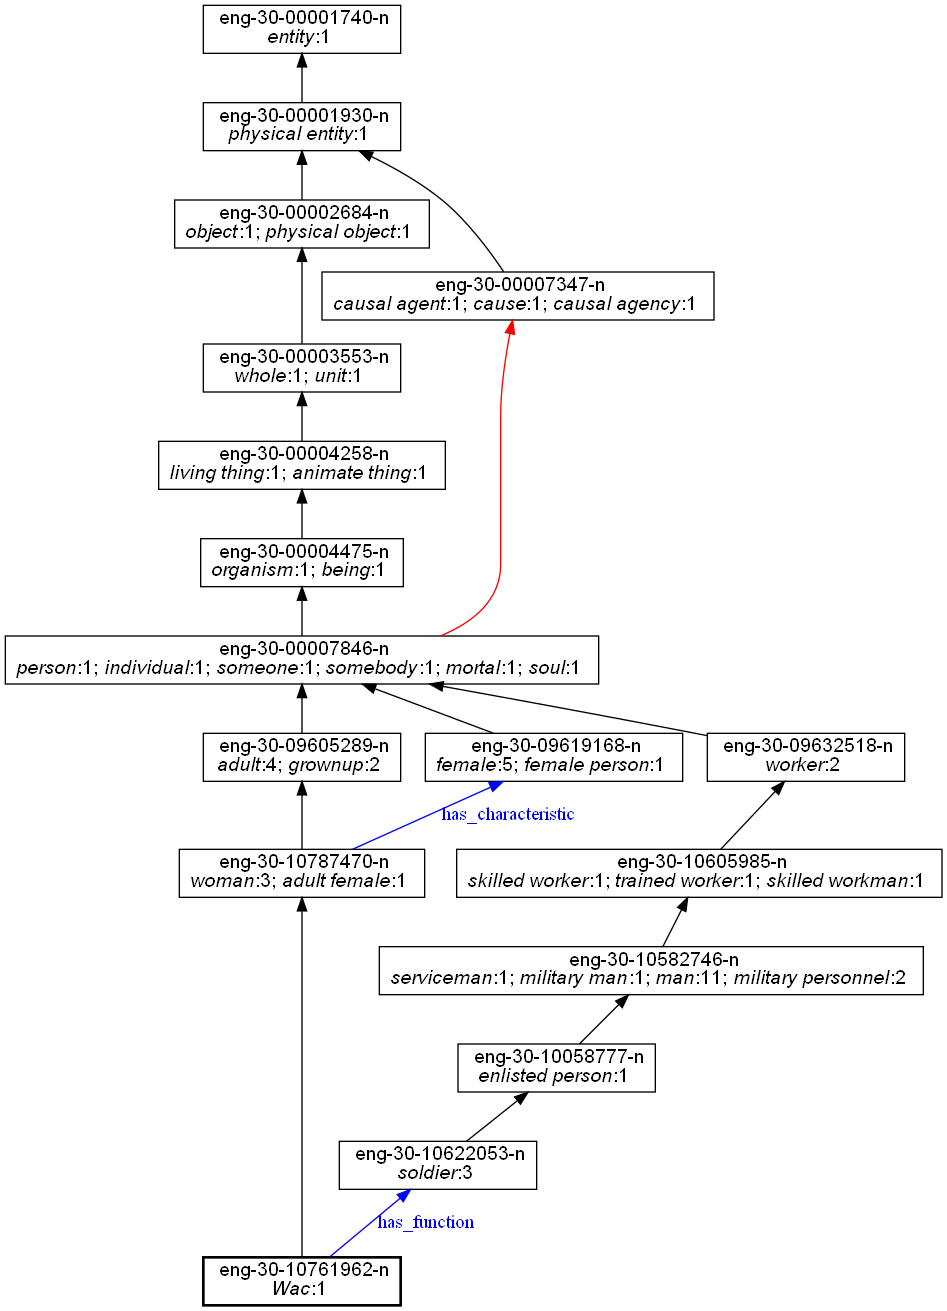 eng-30-00001740-n
entity:1
eng-30-00001930-n
physical entity:1
eng-30-00002684-n
object:1; physical object:1
eng-30-00007347-n
causal agent:1; cause:1; causal agency:1
eng-30-00003553-n
whole:1; unit:1
eng-30-00004258-n
living thing:1; animate thing:1
eng-30-00004475-n
organism:1; being:1
eng-30-00007846-n
person:1; individual:1; someone:1; somebody:1; mortal:1; soul:1
eng-30-09605289-n
adult:4; grownup:2
eng-30-09619168-n
female:5; female person:1
eng-30-09632518-n
worker:2
has_characteristic
eng-30-10787470-n
woman:3; adult female:1
eng-30-10605985-n
skilled worker:1; trained worker:1; skilled workman:1
eng-30-10582746-n
serviceman:1; military man:1; man:11; military personnel:2
eng-30-10058777-n
enlisted person:1
eng-30-10622053-n
soldier:3
has_function
eng-30-10761962-n
Wac:1